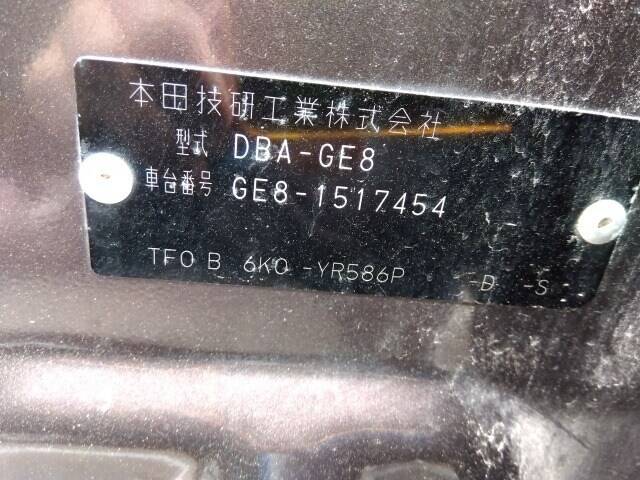 本田技研工業株式会社
型式 DBA-GE8
車台番号 GE8-1517454
TFO B 6KO -YR586P -D -S